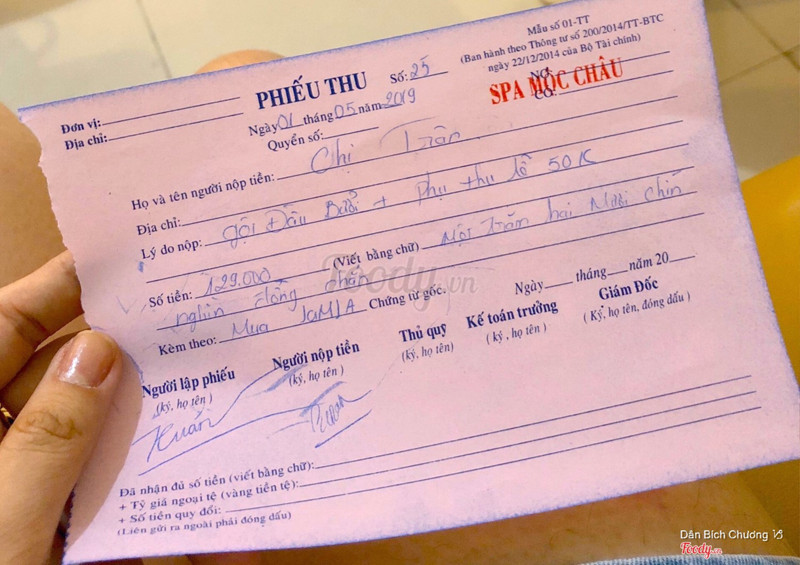 Mẫu số 01-TT
(Ban hành theo Thông tư số 200/2014/TT-BTC
ngày 22/12/2014 của Bộ Tài chính)
PHIẾU THU Số: 25
Đơn vị:
Địa chỉ:
Ngày 01 tháng 05 năm 2019
Quyển số:
NỢ:
CÓ:
SPA MỘC CHÂU
Họ và tên người nộp tiền: Chị Trân
Địa chỉ:
Lý do nộp: Gội Đầu Bưởi + Phụ thu lễ 50K
Số tiền: 129.000 (Viết bằng chữ) Một trăm hai Mươi chín
nghìn đồng chẵn
Kèm theo: Mua Chứng từ gốc.
Ngày tháng năm 20
Người lập phiếu
(ký, họ tên)
Người nộp tiền
(ký, họ tên)
Thủ quỹ
(ký, họ tên)
Kế toán trưởng
(ký, họ tên)
Giám Đốc
(Ký, họ tên, đóng dấu)
Xuân
Đã nhận đủ số tiền (viết bằng chữ):
+ Tỷ giá ngoại tệ (vàng tiền tệ):
+ Số tiền quy đổi:
(Liên gửi ra ngoài phải đóng dấu)
Foody.vn
Dân Bích Chương
Foody.vn